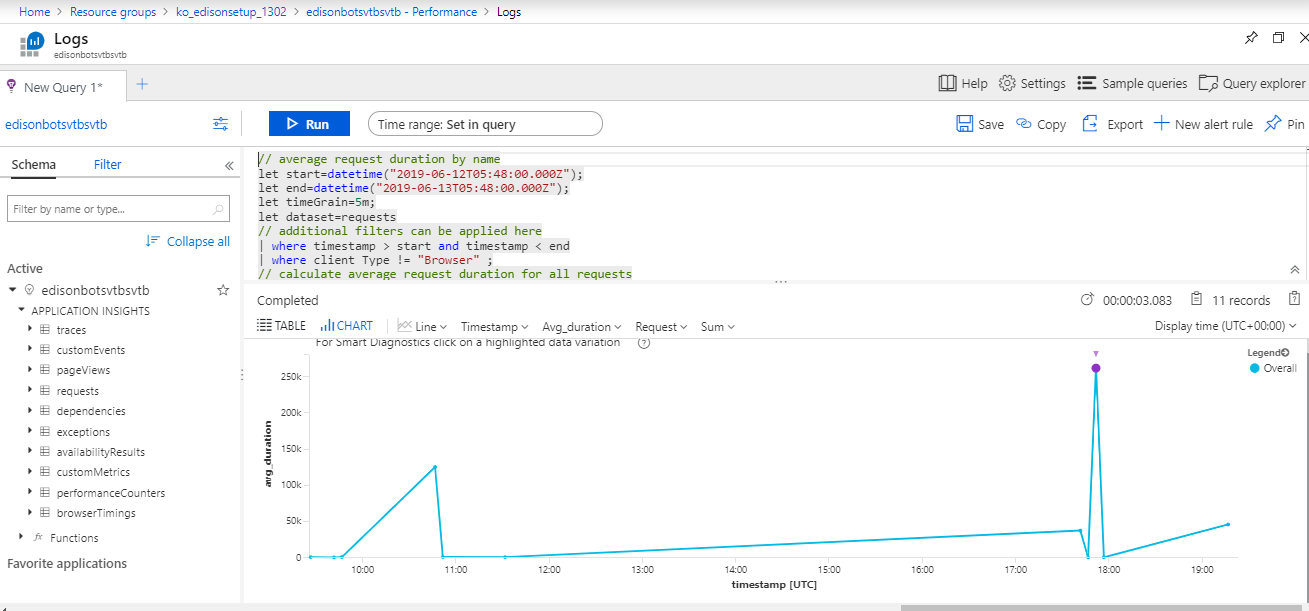 Home > Resource groups > ko_edisonsetup_1302 > edisonbotsvtbsvtb - Performance > Logs
Logs
edisonbotsvtbsvtb
New Query 1* +
Help Settings Sample queries Query explorer
edisonbotsvtbsvtb
Run Time range: Set in query
Save Copy Export New alert rule Pin
Schema Filter «
Filter by name or type...
Collapse all
Active
edisonbotsvtbsvtb
APPLICATION INSIGHTS
traces
customEvents
pageViews
requests
dependencies
exceptions
availabilityResults
customMetrics
performanceCounters
browserTimings
fx Functions
Favorite applications
// average request duration by name
let start=datetime("2019-06-12T05:48:00.000Z");
let end=datetime("2019-06-13T05:48:00.000Z");
let timeGrain=5m;
let dataset=requests
// additional filters can be applied here
| where timestamp > start and timestamp < end
| where client_Type != "Browser" ;
// calculate average request duration for all requests
Completed
00:00:03.083 11 records
TABLE CHART Line Timestamp Avg_duration Request Sum
Display time (UTC+00:00)
For Smart Diagnostics click on a highlighted data variation ?
Legend
Overall
avg_duration
250k
200k
150k
100k
50k
0
10:00 11:00 12:00 13:00 14:00 15:00 16:00 17:00 18:00 19:00
timestamp [UTC]